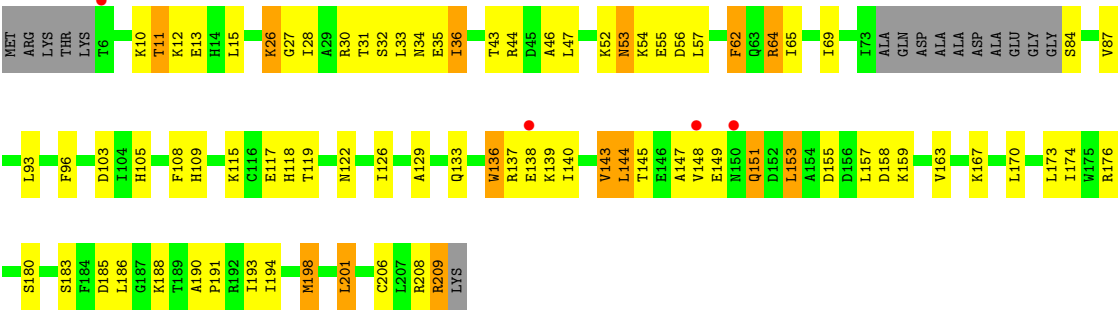 MET ARG LYS THR LYS T6 K10 T11 K12 E13 H14 L15 K26 G27 I28 A29 R30 T31 S32 L33 N34 E35 I36 T43 R44 D45 A46 L47 K52 N53 K54 E55 D56 L57 F62 Q63 R64 I65 I69 I73 ALA GLN ASP ALA ALA ASP ALA GLU GLY GLY S84 V87
L93 F96 D103 I104 H105 F108 H109 K115 C116 E117 H118 T119 N122 I126 A129 Q133 W136 R137 E138 K139 I140 V143 L144 T145 E146 A147 V148 E149 N150 Q151 D152 L153 A154 D155 D156 L157 D158 K159 V163 K167 L170 L173 I174 W175 R176
S180 S183 F184 D185 L186 G187 K188 T189 A190 P191 R192 I193 I194 M198 L201 C206 L207 R208 R209 LYS